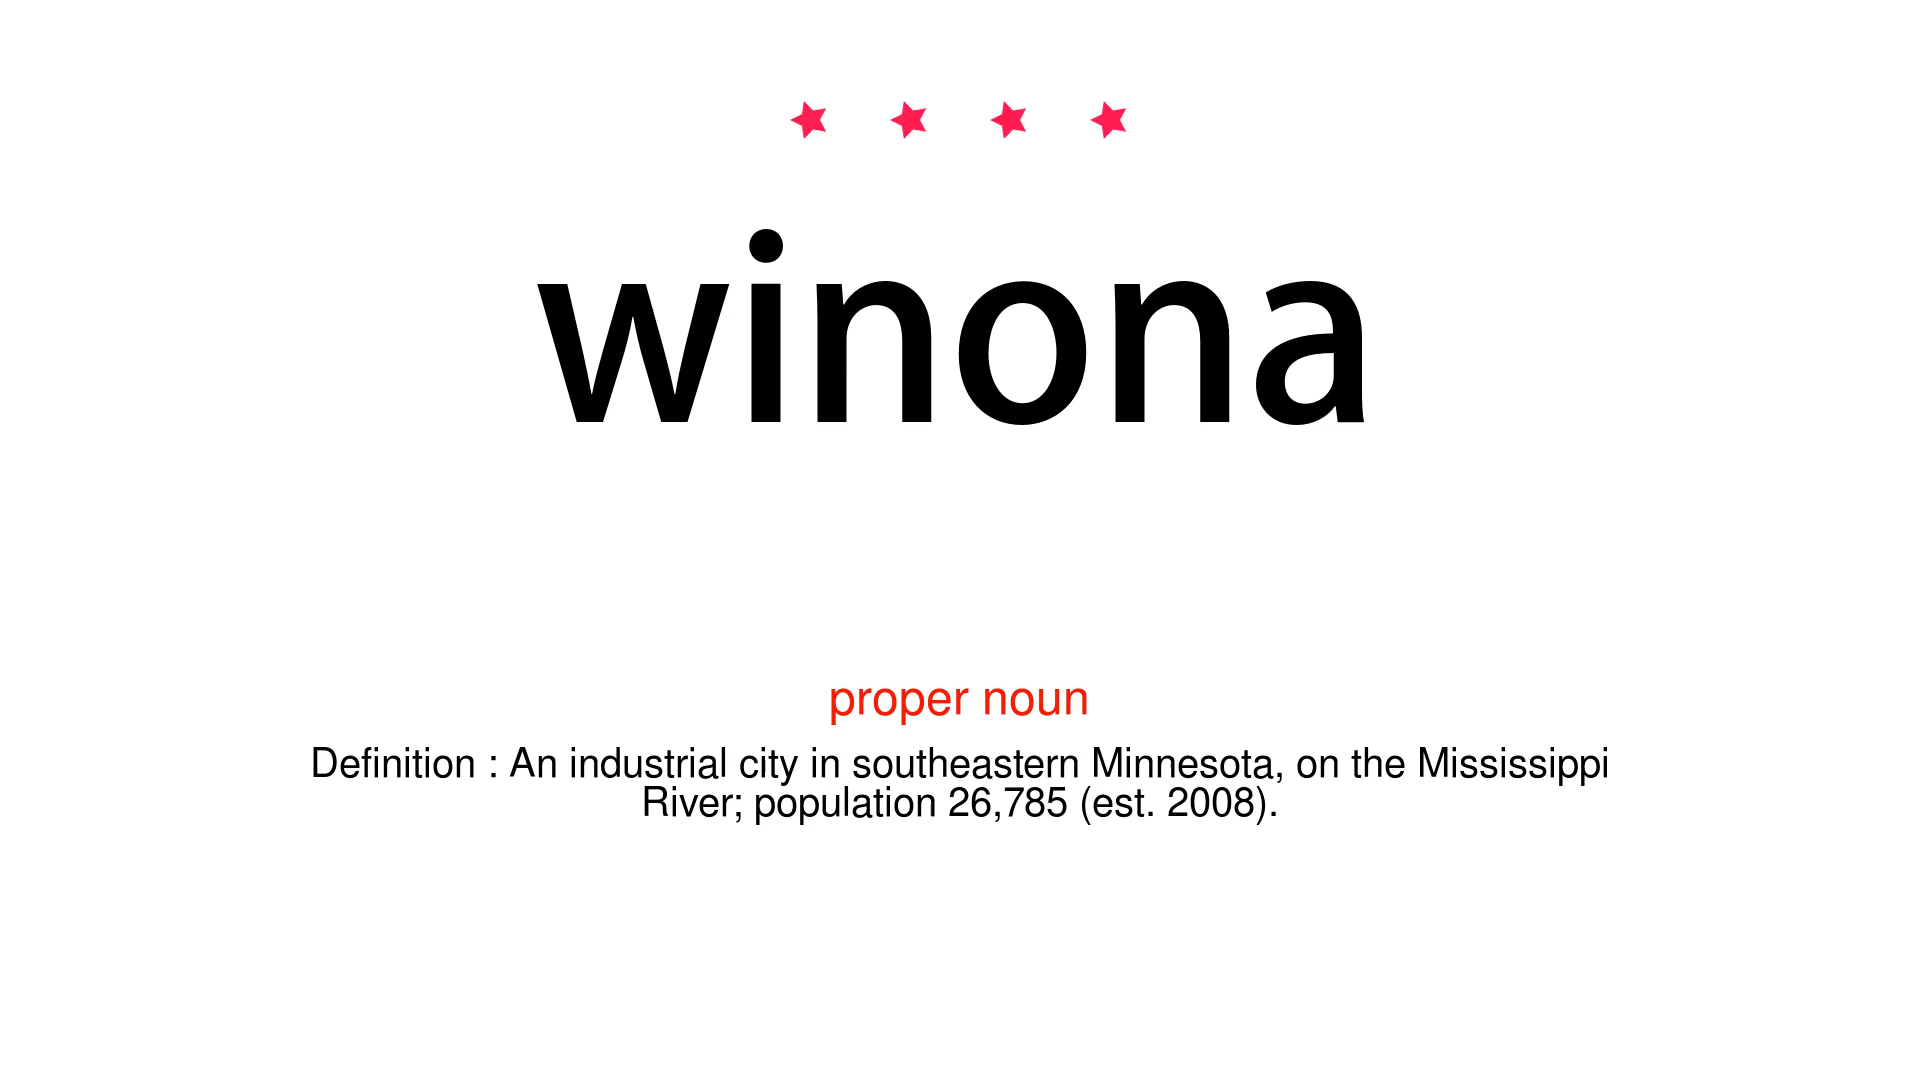 winona
proper noun
Definition : An industrial city in southeastern Minnesota, on the Mississippi
River; population 26,785 (est. 2008).